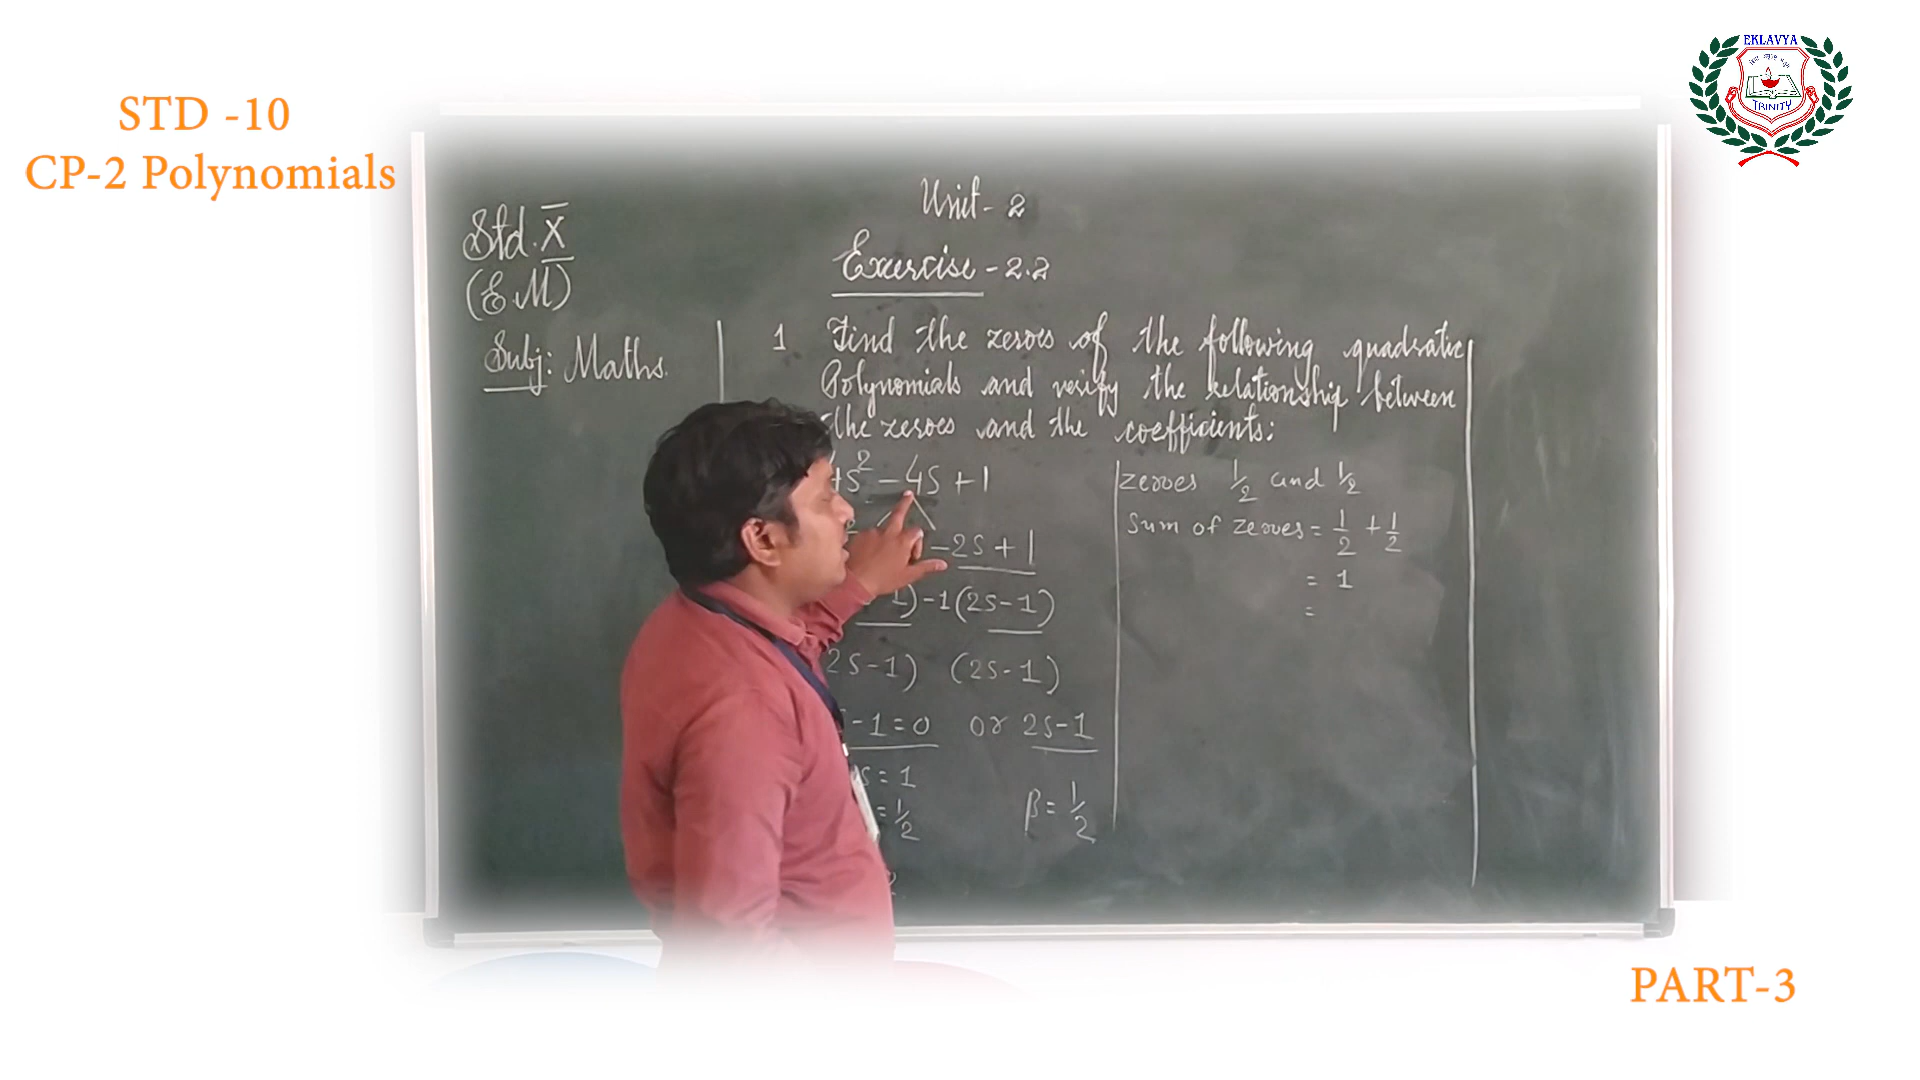 STD -10
CP-2 Polynomials
EKLAVYA
TRINITY
Std. X
(E.M)
Subj: Maths.
Unit - 2
Exercise - 2.2
1 Find the zeroes of the following quadratic
Polynomials and verify the relationship between
the zeroes and the coefficients:
4s² - 4s + 1
- 2s + 1
1) - 1 (2s - 1)
2s - 1) (2s - 1)
- 1 = 0 or 2s - 1
s = 1
= 1/2 β = 1/2
zeroes 1/2 and 1/2
Sum of zeroes = 1/2 + 1/2
= 1
=
PART-3